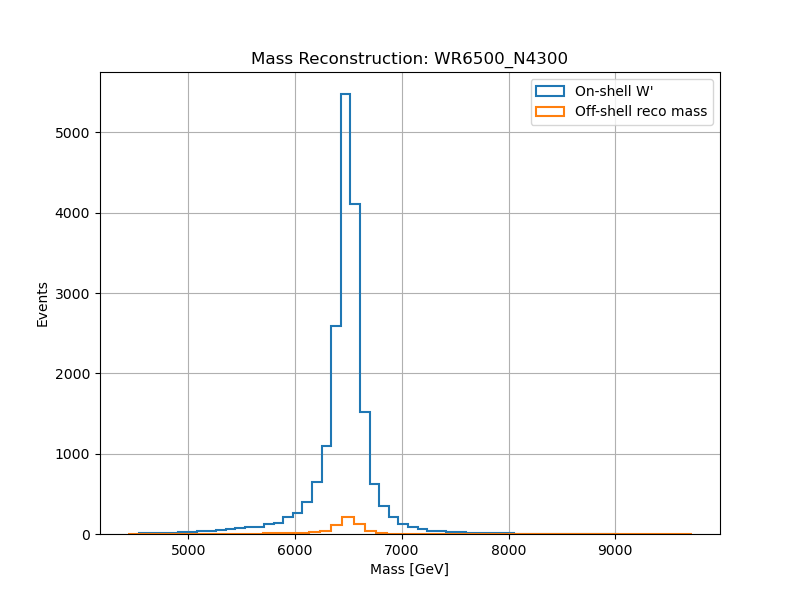 Mass Reconstruction: WR6500_N4300
On-shell W'
Off-shell reco mass
Events
5000
4000
3000
2000
1000
0
5000 6000 7000 8000 9000
Mass [GeV]